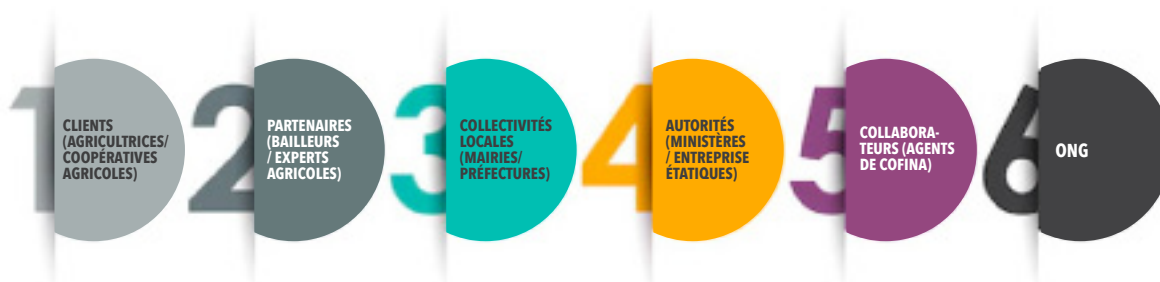 1
CLIENTS
(AGRICULTRICES/
COOPÉRATIVES
AGRICOLES)
2
PARTENAIRES
(BAILLEURS
/ EXPERTS
AGRICOLES)
3
COLLECTIVITÉS
LOCALES
(MAIRIES/
PRÉFECTURES)
4
AUTORITÉS
(MINISTÈRES
/ ENTREPRISE
ÉTATIQUES)
5
COLLABORA-
TEURS (AGENTS
DE COFINA)
6
ONG